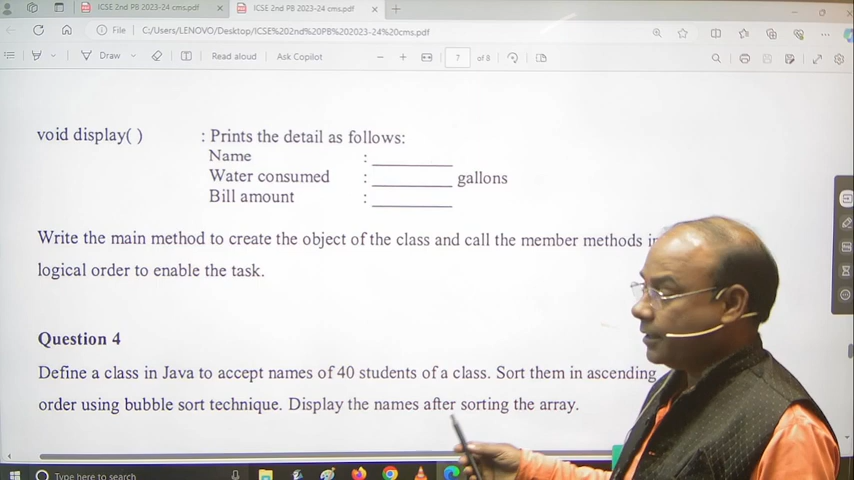 ICSE 2nd PB 2023-24 cms.pdf
ICSE 2nd PB 2023-24 cms.pdf
File
C:/Users/LENOVO/Desktop/ICSE%202nd%20PB%202023-24%20cms.pdf
Draw
Read aloud
Ask Copilot
7 of 8
void display( ) : Prints the detail as follows:
Name : ________
Water consumed : ________ gallons
Bill amount : ________
Write the main method to create the object of the class and call the member methods in
logical order to enable the task.
Question 4
Define a class in Java to accept names of 40 students of a class. Sort them in ascending
order using bubble sort technique. Display the names after sorting the array.
Type here to search